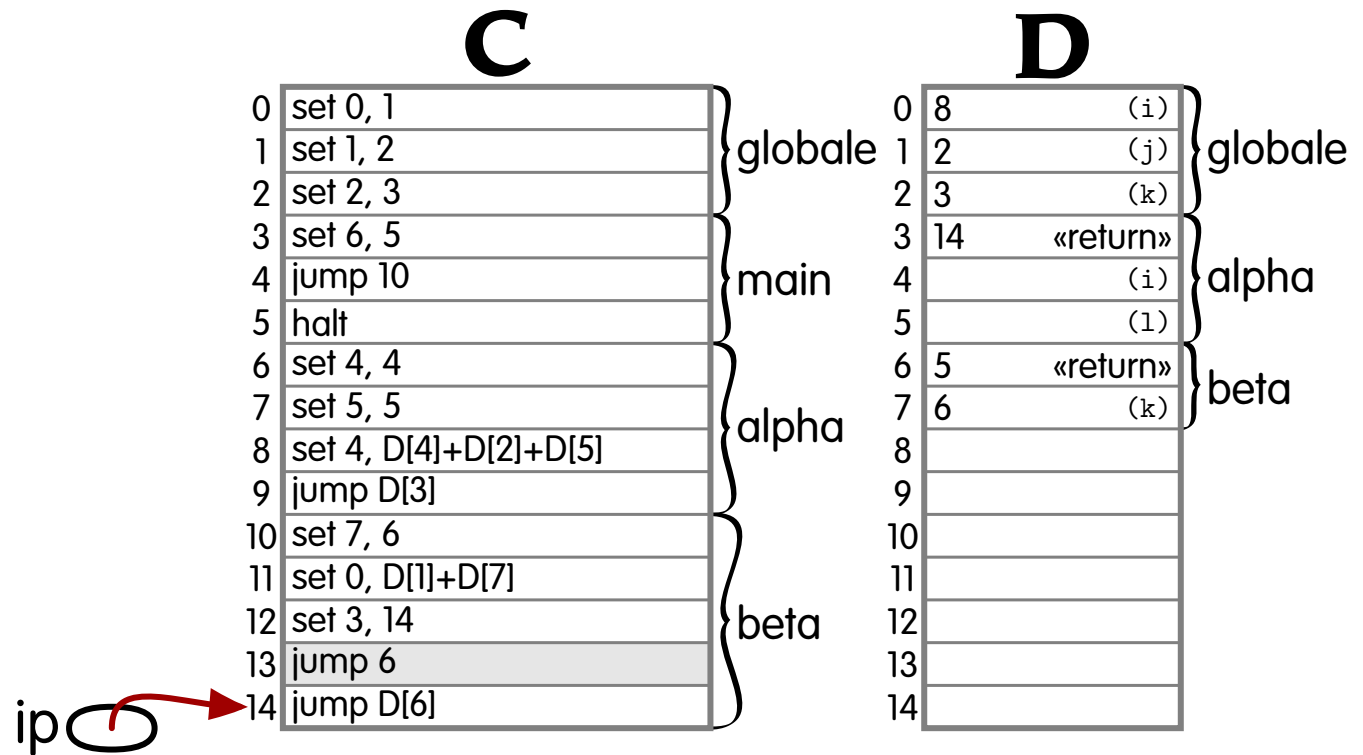 C
D
0 set 0, 1
1 set 1, 2
2 set 2, 3
globale
3 set 6, 5
4 jump 10
5 halt
main
6 set 4, 4
7 set 5, 5
8 set 4, D[4]+D[2]+D[5]
9 jump D[3]
alpha
10 set 7, 6
11 set 0, D[1]+D[7]
12 set 3, 14
13 jump 6
14 jump D[6]
beta
ip
0 8 (i)
1 2 (j)
2 3 (k)
globale
3 14 «return»
4 (i)
5 (l)
alpha
6 5 «return»
7 6 (k)
beta
8
9
10
11
12
13
14